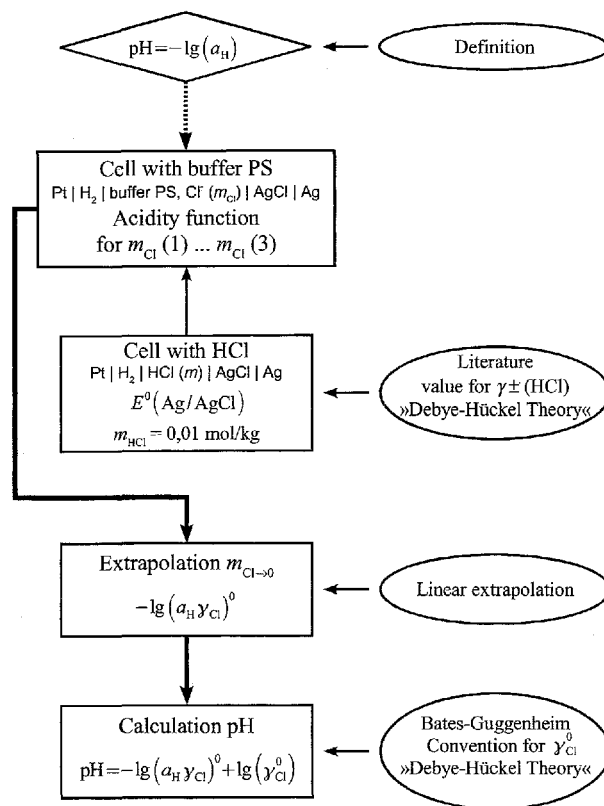 pH=−lg(a_H)
Definition
Cell with buffer PS
Pt | H₂ | buffer PS, Cl⁻ (m_Cl) | AgCl | Ag
Acidity function
for m_Cl (1) ... m_Cl (3)
Cell with HCl
Pt | H₂ | HCl (m) | AgCl | Ag
E⁰(Ag/AgCl)
m_HCl = 0,01 mol/kg
Literature
value for γ± (HCl)
»Debye-Hückel Theory«
Extrapolation m_Cl→0
−lg(a_H γ_Cl)⁰
Linear extrapolation
Calculation pH
pH=−lg(a_H γ_Cl)⁰+lg(γ⁰_Cl)
Bates-Guggenheim
Convention for γ⁰_Cl
»Debye-Hückel Theory«